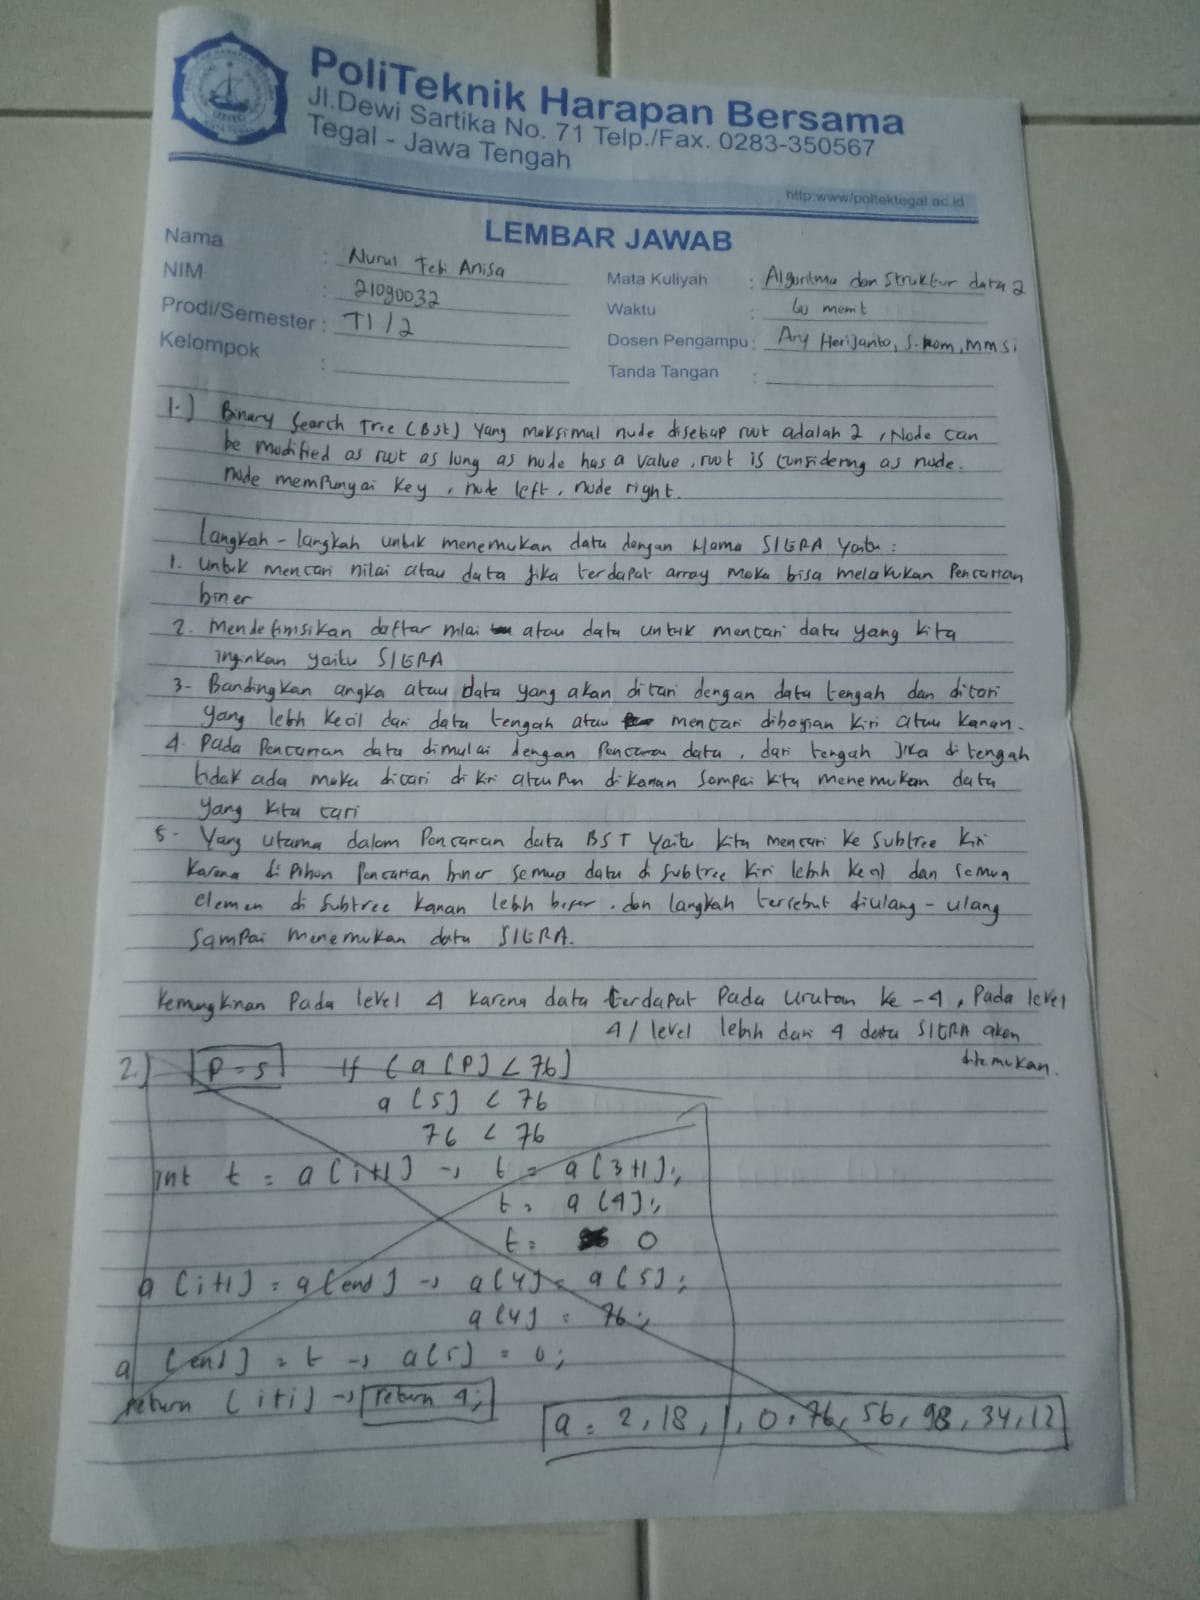 PoliTeknik Harapan Bersama
Jl.Dewi Sartika No. 71 Telp./Fax. 0283-350567
Tegal - Jawa Tengah
http:www/poltektegal.ac.id
LEMBAR JAWAB
Nama : Nurul Febi Anisa
NIM : 21090032
Prodi/Semester : TI / 2
Kelompok :
Mata Kuliyah : Algoritma dan Struktur data 2
Waktu : menit
Dosen Pengampu : Ary Herijanto, S.Kom, MMSi
Tanda Tangan :
1.) Binary Search Tree (BSt) yang maksimal node disetiap root adalah 2, Node can
be modified as root as long as node has a value, root is considering as node.
node mempunyai key, node left, node right.
Langkah - langkah untuk menemukan data dengan Nama SIERA yaitu :
1. untuk mencari nilai atau data jika terdapat array maka bisa melakukan Pencarian
biner
2. Mendefinisikan daftar nilai atau data untuk mencari data yang kita
inginkan yaitu SIERA
3- Bandingkan angka atau data yang akan dicari dengan data tengah dan dicari
yang lebih kecil dari data tengah atau mencari dibagian kiri atau kanan.
4. Pada Pencarian data dimulai dengan Pencarian data, dari tengah jika ditengah
tidak ada maka dicari di kiri ataupun dikanan sampai kita menemukan data
yang kita cari
5- Yang utama dalam Pencarian data BST yaitu kita mencari ke subtree kiri
karena di Pohon Pencarian biner semua data di subtree kiri lebih kecil dan semua
elemen di subtree kanan lebih besar. dan langkah tersebut diulang - ulang
sampai menemukan data SIERA.
Kemungkinan Pada level 4 karena data terdapat Pada urutan ke -4, Pada level
4 / level lebih dari 4 data SIERA akan
ditemukan.
2.) P = 5 If (a [P] < 76]
a [5] < 76
76 < 76
int t = a [i+1] -> t = a [3+1];
t = a [4];
t = 0
a [i+1] = a [end] -> a [4] = a [5];
a [4] = 76;
a [end] = t -> a [5] = 0;
return (i+i] -> return 4;
a = 2, 18, 1, 0, 76, 56, 98, 34, 12